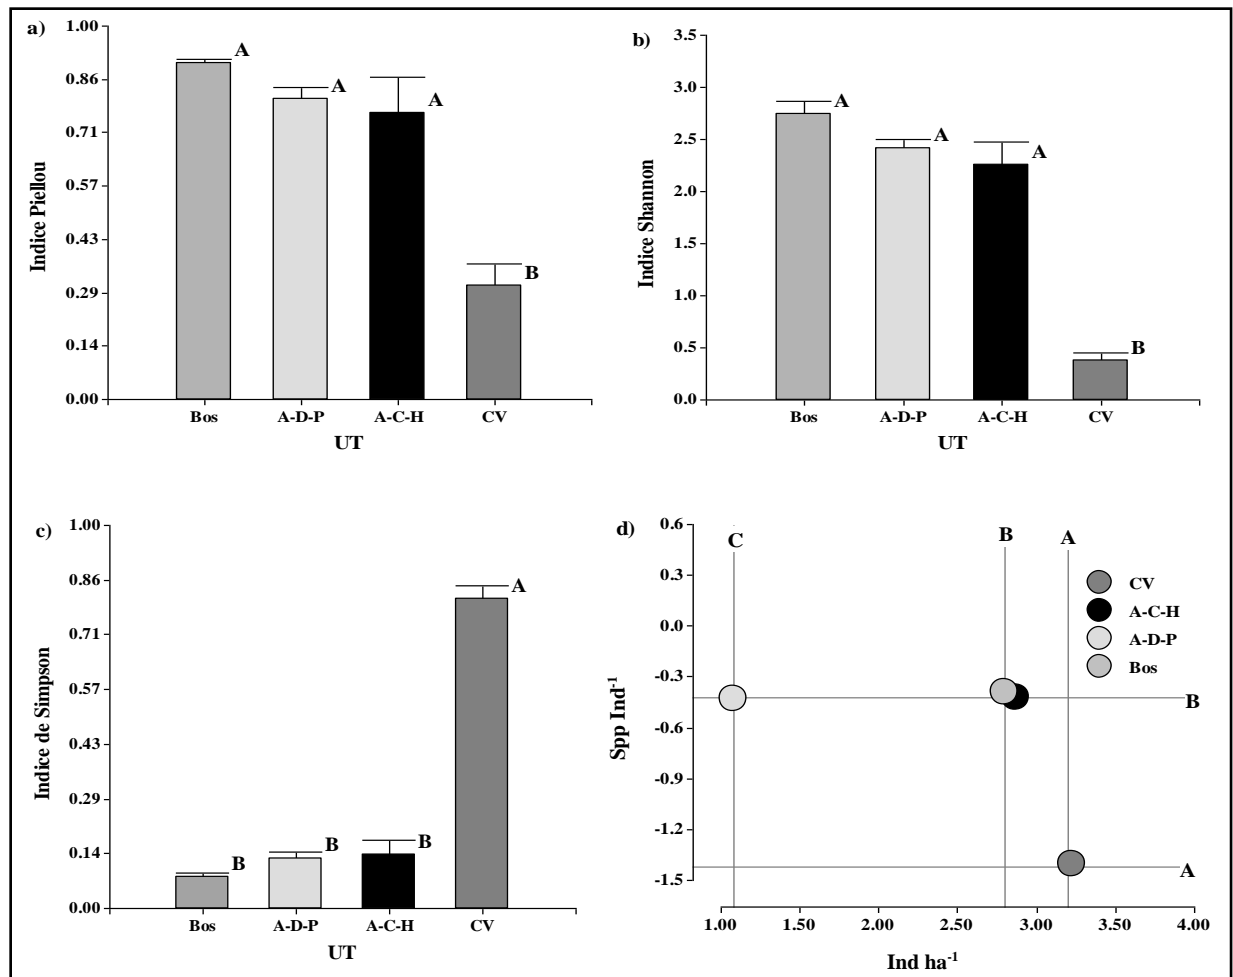 a)
1.00
0.86
0.71
0.57
0.43
0.29
0.14
0.00
Indice Piellou
A
A
A
B
Bos A-D-P A-C-H CV
UT
b)
3.5
3.0
2.5
2.0
1.5
1.0
0.5
0.0
Indice Shannon
A
A
A
B
Bos A-D-P A-C-H CV
UT
c)
1.00
0.86
0.71
0.57
0.43
0.29
0.14
0.00
Indice de Simpson
B
B
B
A
Bos A-D-P A-C-H CV
UT
d)
0.6
0.3
0.0
-0.3
-0.6
-0.9
-1.2
-1.5
Spp Ind-1
C
B
A
CV
A-C-H
A-D-P
Bos
B
A
1.00 2.00 2.50 3.00 3.50 4.00
Ind ha-1